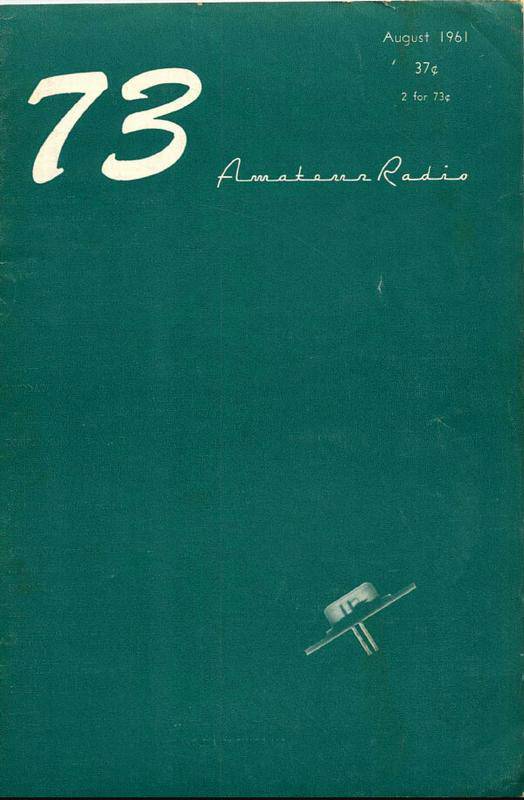 August 1961
37¢
2 for 73¢
73
Amateur Radio